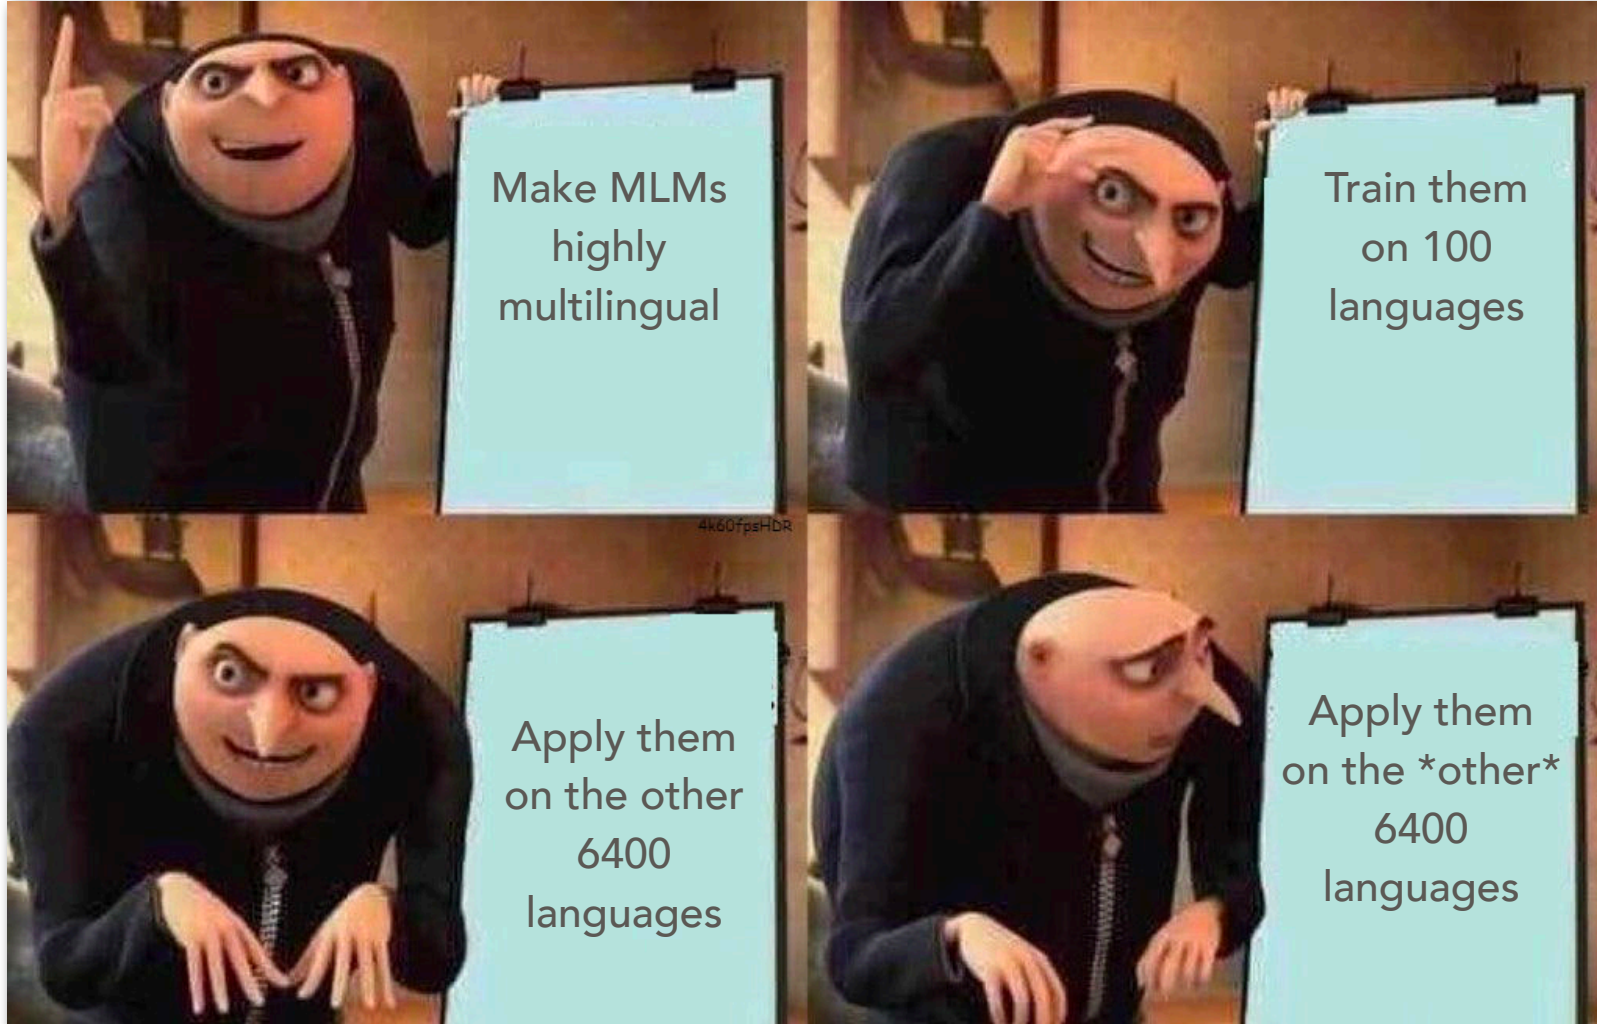 Make MLMs
highly
multilingual
Train them
on 100
languages
4k60fpsHDR
Apply them
on the other
6400
languages
Apply them
on the *other*
6400
languages